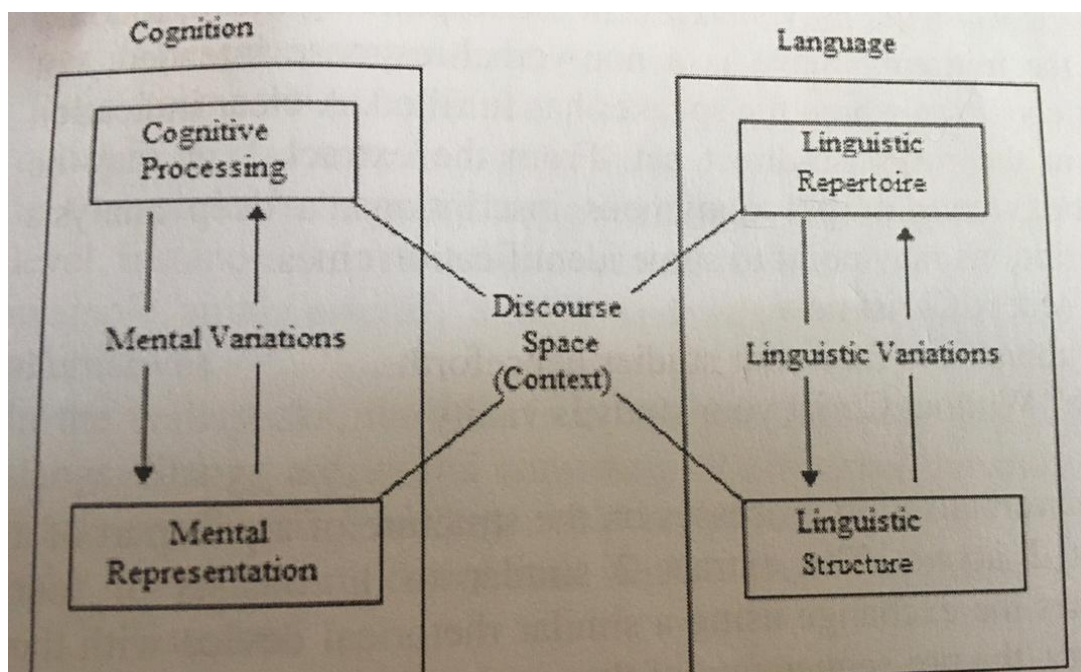 Cognition
Language
Cognitive
Processing
Linguistic
Repertoire
Discourse
Space
(Context)
Mental Variations
Linguistic Variations
Mental
Representation
Linguistic
Structure